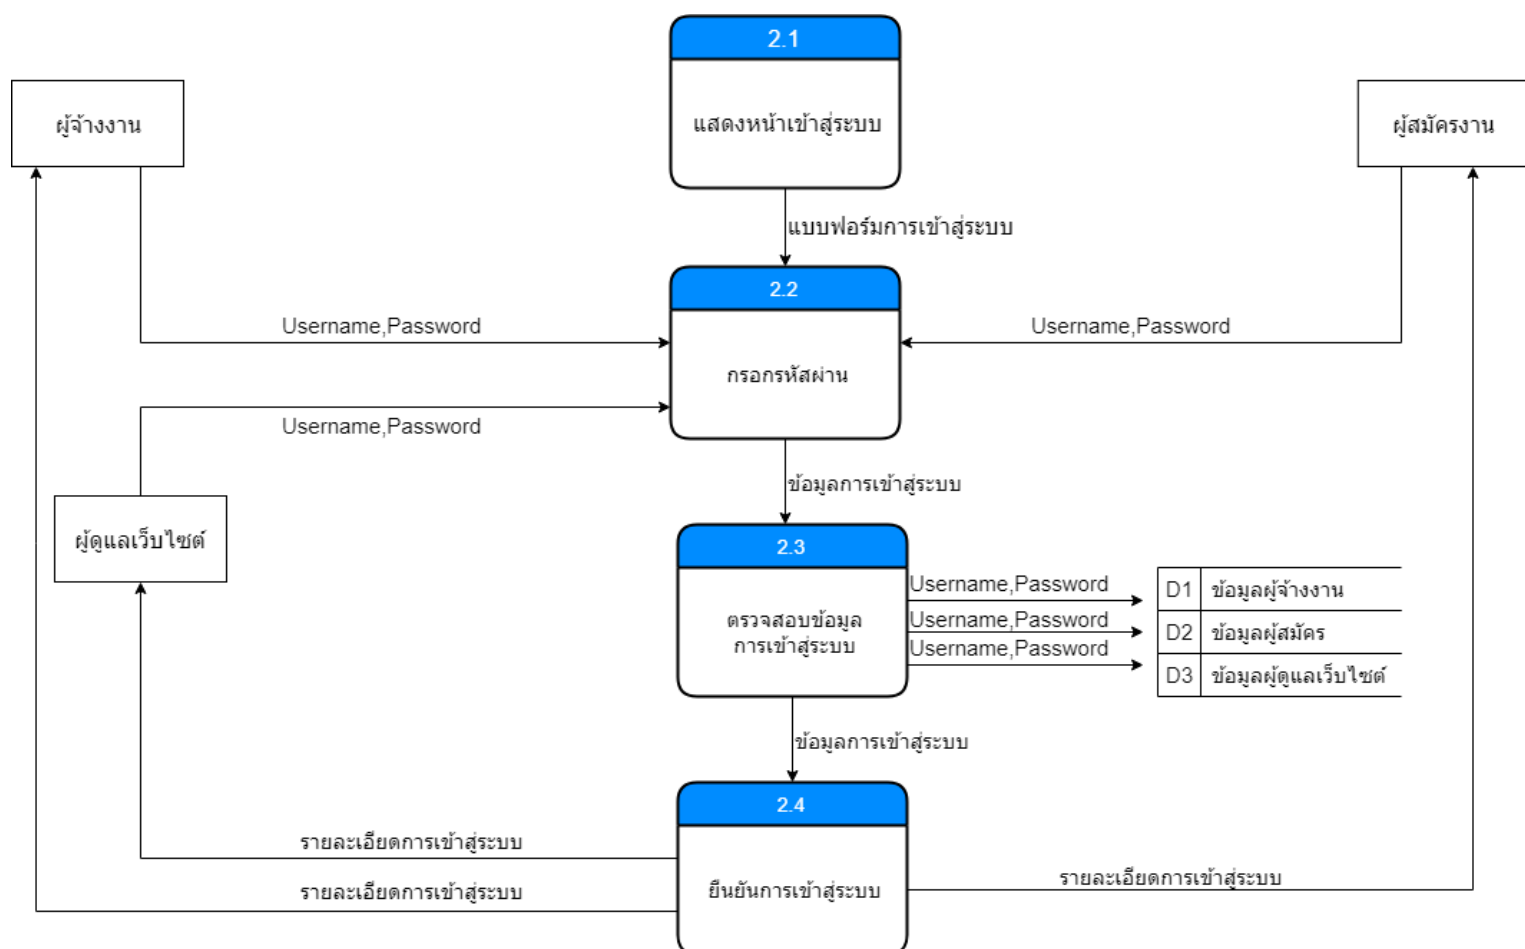 2.1
แสดงหน้าเข้าสู่ระบบ
ผู้จ้างงาน
ผู้สมัครงาน
แบบฟอร์มการเข้าสู่ระบบ
2.2
กรอกรหัสผ่าน
Username,Password
Username,Password
Username,Password
ข้อมูลการเข้าสู่ระบบ
ผู้ดูแลเว็บไซต์
2.3
ตรวจสอบข้อมูล
การเข้าสู่ระบบ
Username,Password
Username,Password
Username,Password
D1 ข้อมูลผู้จ้างงาน
D2 ข้อมูลผู้สมัคร
D3 ข้อมูลผู้ดูแลเว็บไซต์
ข้อมูลการเข้าสู่ระบบ
2.4
ยืนยันการเข้าสู่ระบบ
รายละเอียดการเข้าสู่ระบบ
รายละเอียดการเข้าสู่ระบบ
รายละเอียดการเข้าสู่ระบบ